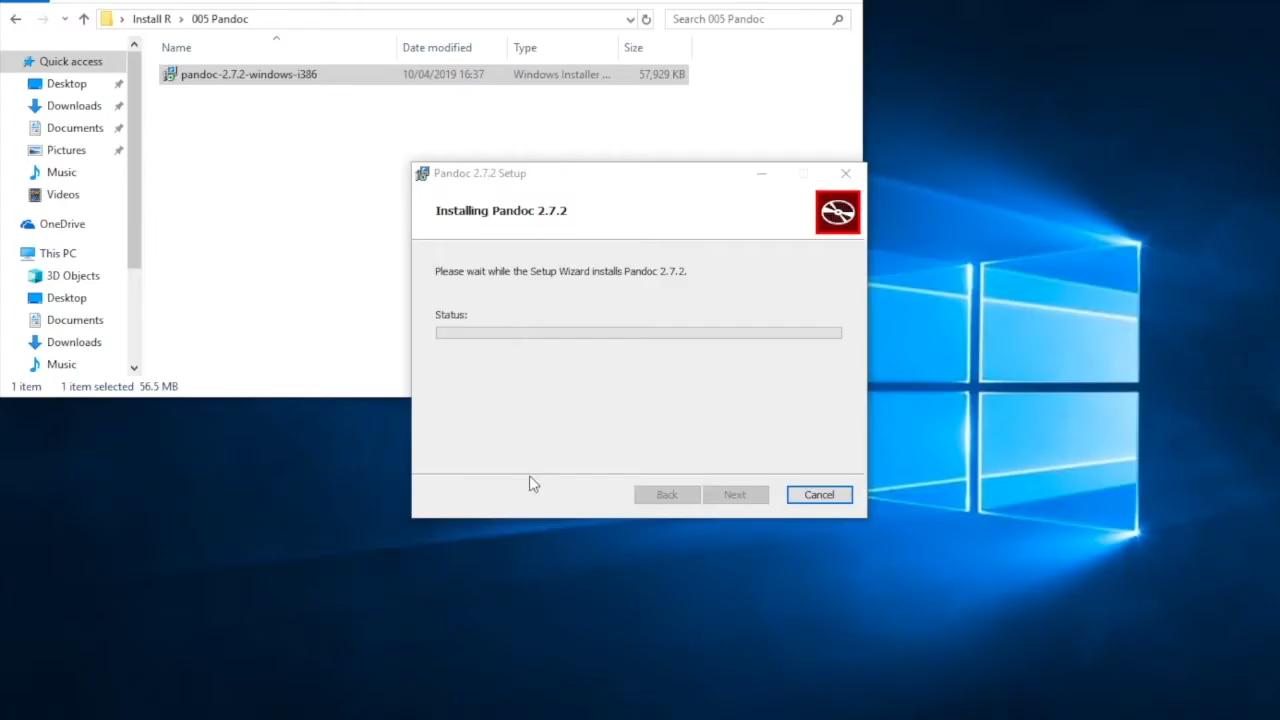 Install R > 005 Pandoc
Search 005 Pandoc
Name Date modified Type Size
pandoc-2.7.2-windows-i386 10/04/2019 16:37 Windows Installer ... 57,929 KB
Quick access
Desktop
Downloads
Documents
Pictures
Music
Videos
OneDrive
This PC
3D Objects
Desktop
Documents
Downloads
Music
1 item 1 item selected 56.5 MB
Pandoc 2.7.2 Setup
Installing Pandoc 2.7.2
Please wait while the Setup Wizard installs Pandoc 2.7.2.
Status:
Back Next Cancel